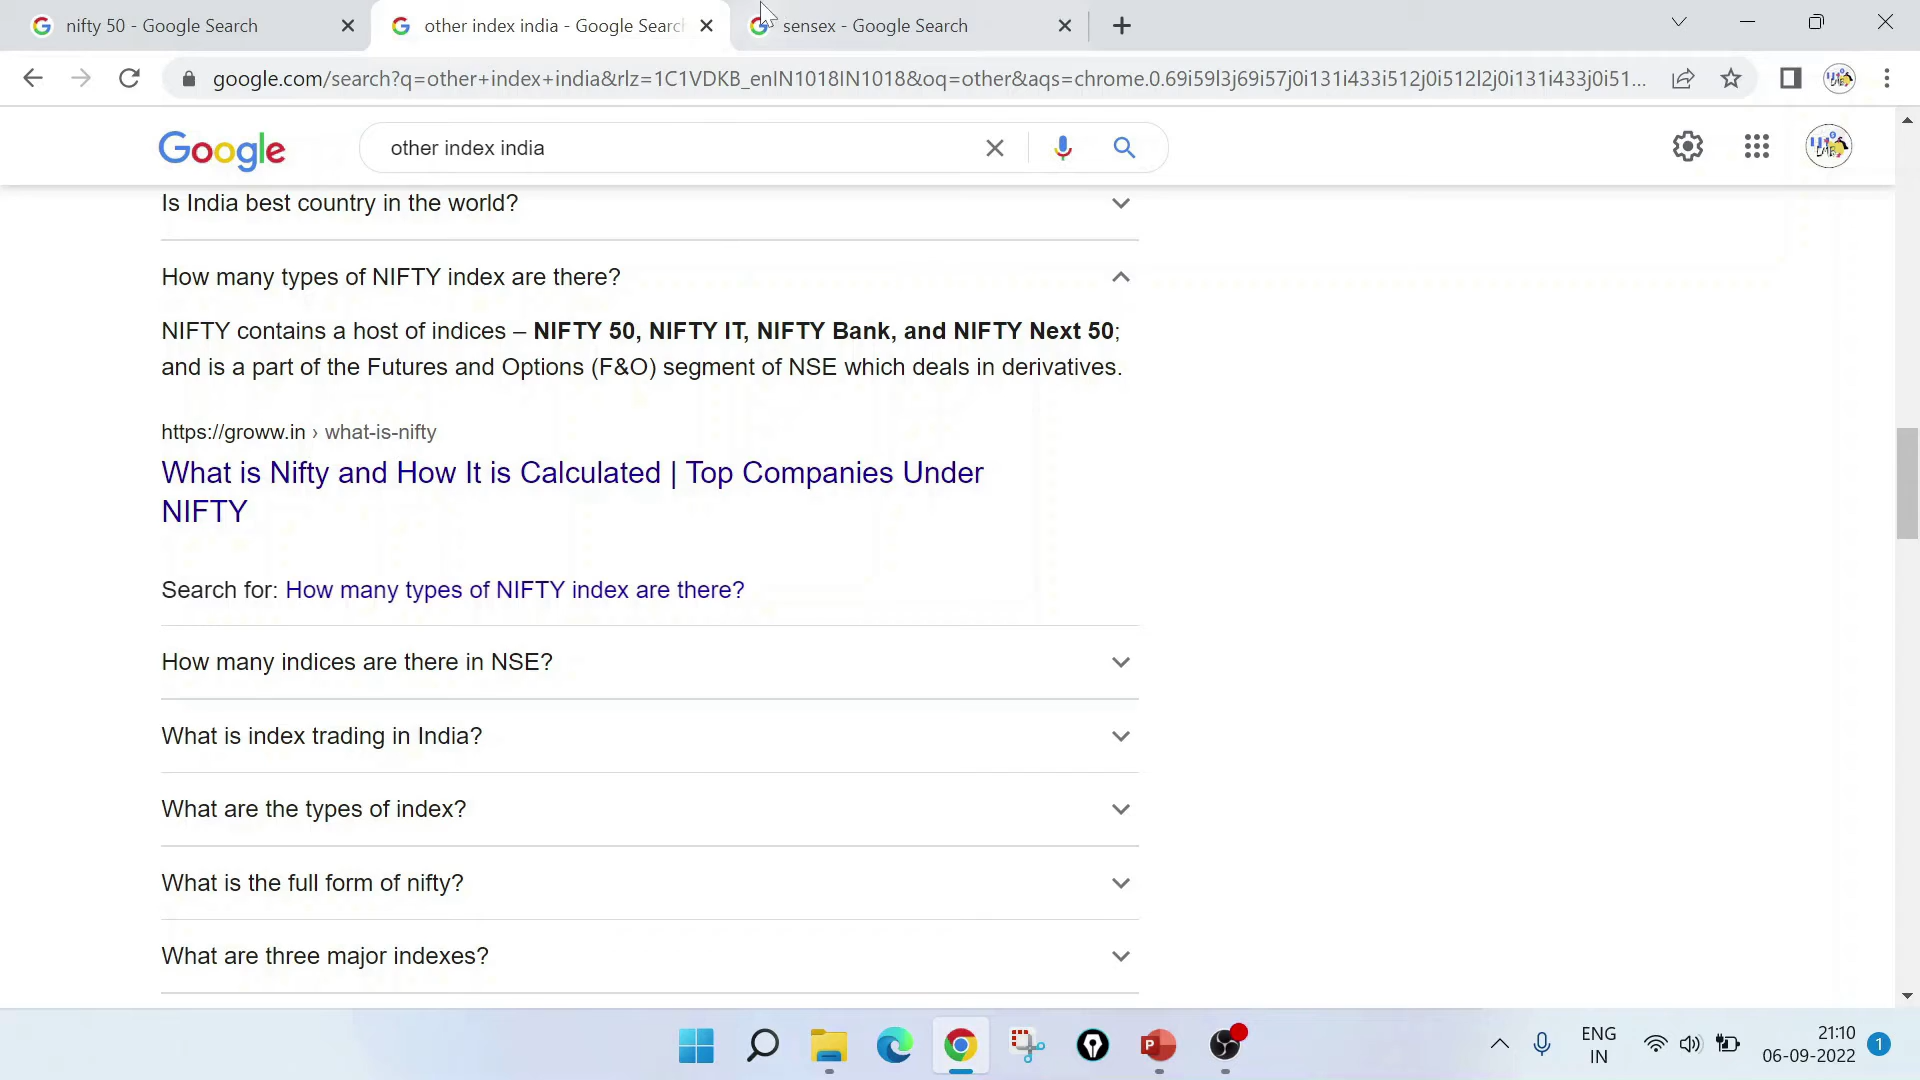 nifty 50 - Google Search
other index india - Google Search
sensex - Google Search
google.com/search?q=other+index+india&rlz=1C1VDKB_enIN1018IN1018&oq=other&aqs=chrome.0.69i59l3j69i57j0i131i433i512j0i512l2j0i131i433j0i51...
Google
other index india
Is India best country in the world?
How many types of NIFTY index are there?
NIFTY contains a host of indices – NIFTY 50, NIFTY IT, NIFTY Bank, and NIFTY Next 50;
and is a part of the Futures and Options (F&O) segment of NSE which deals in derivatives.
https://groww.in › what-is-nifty
What is Nifty and How It is Calculated | Top Companies Under
NIFTY
Search for: How many types of NIFTY index are there?
How many indices are there in NSE?
What is index trading in India?
What are the types of index?
What is the full form of nifty?
What are three major indexes?
ENG
IN
21:10
06-09-2022
1